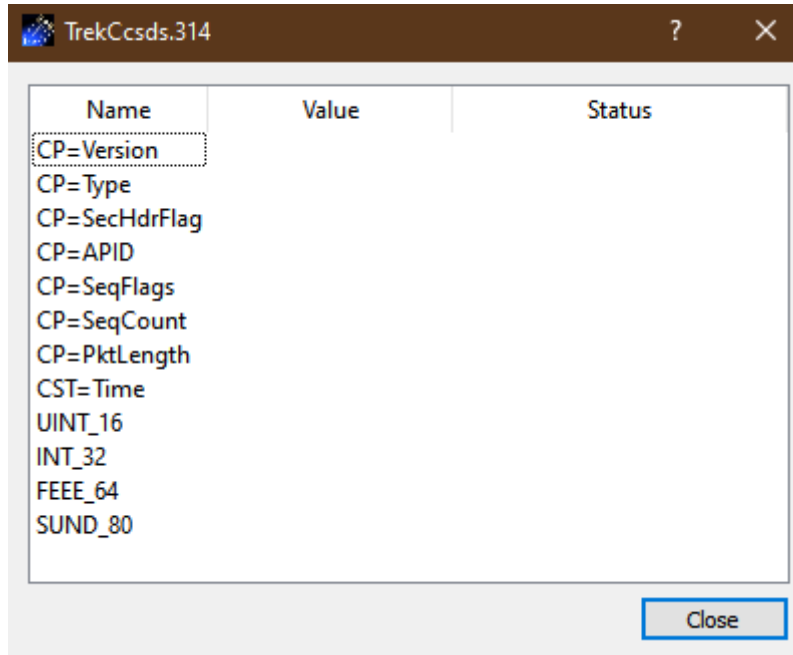 TrekCcsds.314 ?
Name Value Status
CP=Version
CP=Type
CP=SecHdrFlag
CP=APID
CP=SeqFlags
CP=SeqCount
CP=PktLength
CST=Time
UINT_16
INT_32
FEEE_64
SUND_80
Close